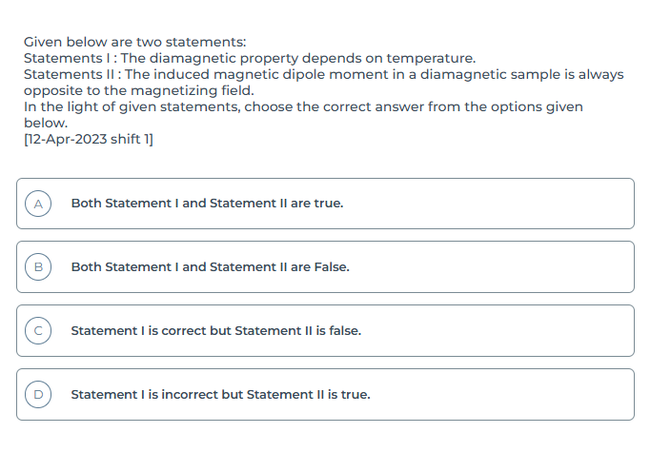 Given below are two statements:
Statements I : The diamagnetic property depends on temperature.
Statements II : The induced magnetic dipole moment in a diamagnetic sample is always
opposite to the magnetizing field.
In the light of given statements, choose the correct answer from the options given
below.
[12-Apr-2023 shift 1]
A Both Statement I and Statement II are true.
B Both Statement I and Statement II are False.
C Statement I is correct but Statement II is false.
D Statement I is incorrect but Statement II is true.